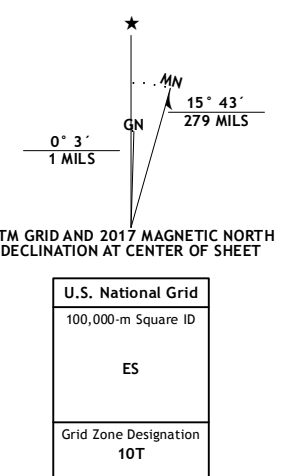 MN
GN
15° 43´
279 MILS
0° 3´
1 MILS
TM GRID AND 2017 MAGNETIC NORTH
DECLINATION AT CENTER OF SHEET
U.S. National Grid
100,000-m Square ID
ES
Grid Zone Designation
10T